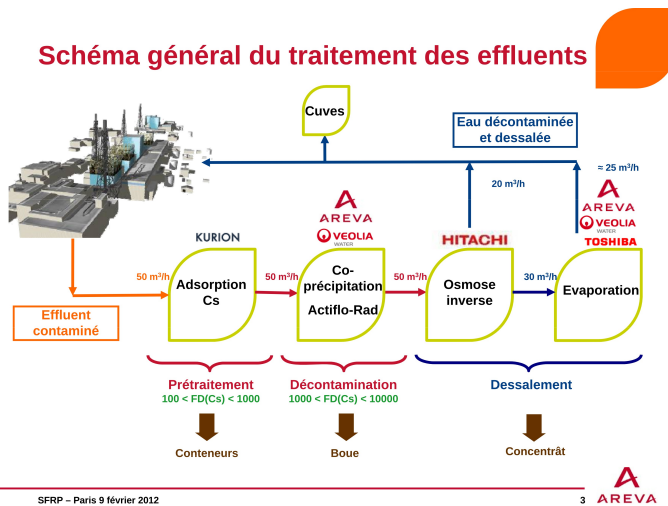 Schéma général du traitement des effluents
Cuves
Eau décontaminée
et dessalée
≈ 25 m³/h
20 m³/h
AREVA
VEOLIA
WATER
TOSHIBA
AREVA
VEOLIA
WATER
KURION
HITACHI
50 m³/h
Adsorption
Cs
50 m³/h
Co-
précipitation
Actiflo-Rad
50 m³/h
Osmose
inverse
30 m³/h
Evaporation
Effluent
contaminé
Prétraitement
100 < FD(Cs) < 1000
Décontamination
1000 < FD(Cs) < 10000
Dessalement
Conteneurs
Boue
Concentrât
SFRP – Paris 9 février 2012
3
AREVA